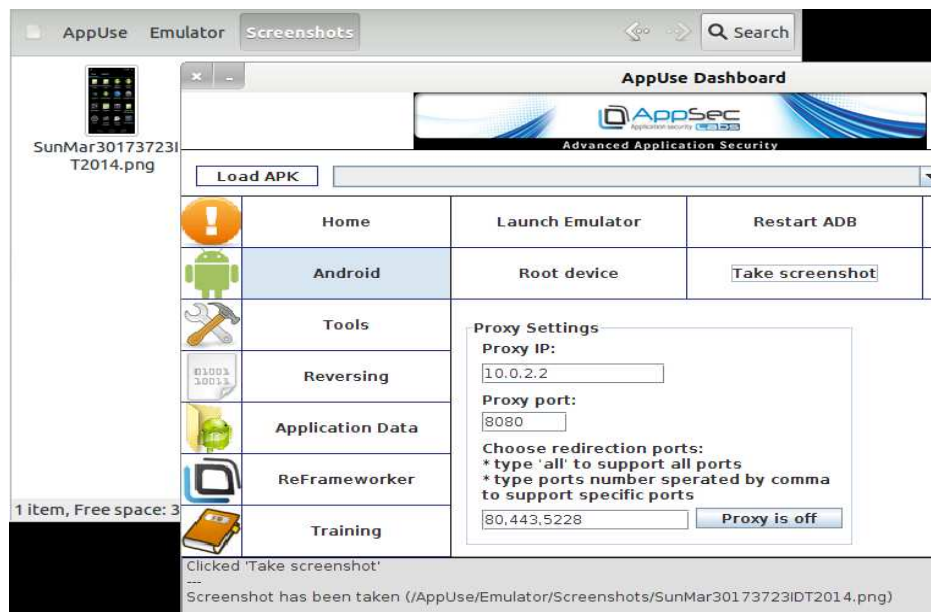 AppUse Emulator Screenshots
Search
SunMar30173723I
T2014.png
1 item, Free space: 3
AppUse Dashboard
AppSec
Application security LABS
Advanced Application Security
Load APK
Home
Launch Emulator
Restart ADB
Android
Root device
Take screenshot
Tools
Reversing
Application Data
ReFrameworker
Training
01001
10011
Proxy Settings
Proxy IP:
10.0.2.2
Proxy port:
8080
Choose redirection ports:
* type 'all' to support all ports
* type ports number sperated by comma
to support specific ports
80,443,5228
Proxy is off
Clicked 'Take screenshot'
---
Screenshot has been taken (/AppUse/Emulator/Screenshots/SunMar30173723IDT2014.png)